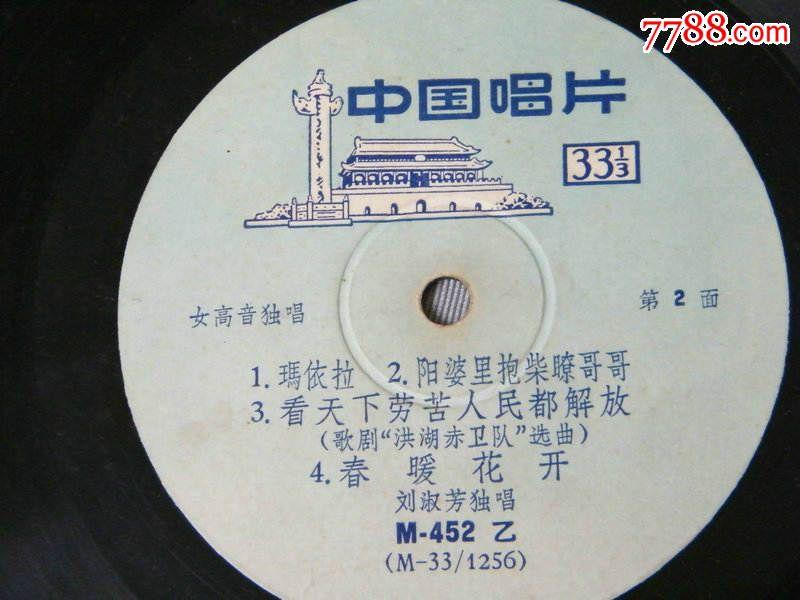 7788.com
中国唱片
33⅓
女高音独唱
第2面
1.瑪依拉 2.阳婆里抱柴瞭哥哥
3.看天下劳苦人民都解放
(歌剧“洪湖赤卫队”选曲)
4.春暖花开
刘淑芳独唱
M-452 乙
(M-33/1256)